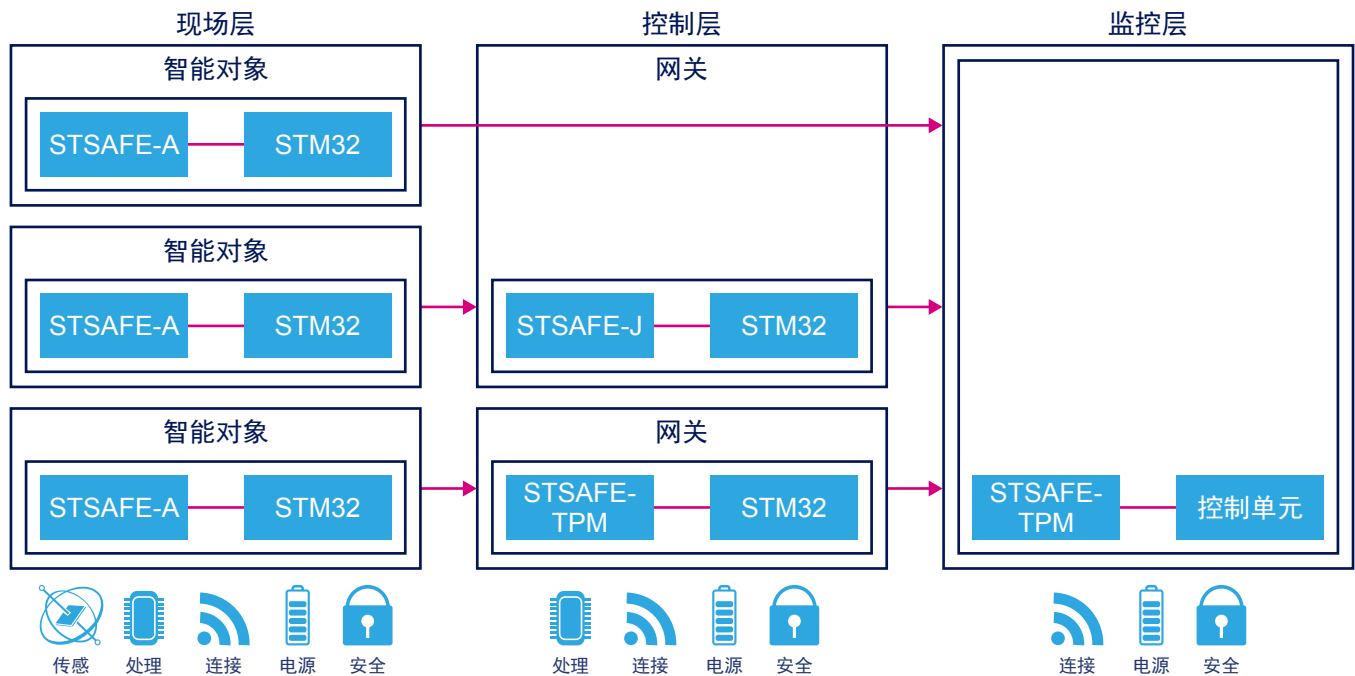 现场层
控制层
监控层
智能对象
网关
STSAFE-A
STM32
智能对象
STSAFE-A
STM32
STSAFE-J
STM32
智能对象
网关
STSAFE-A
STM32
STSAFE-
TPM
STM32
STSAFE-
TPM
控制单元
传感
处理
连接
电源
安全
处理
连接
电源
安全
连接
电源
安全